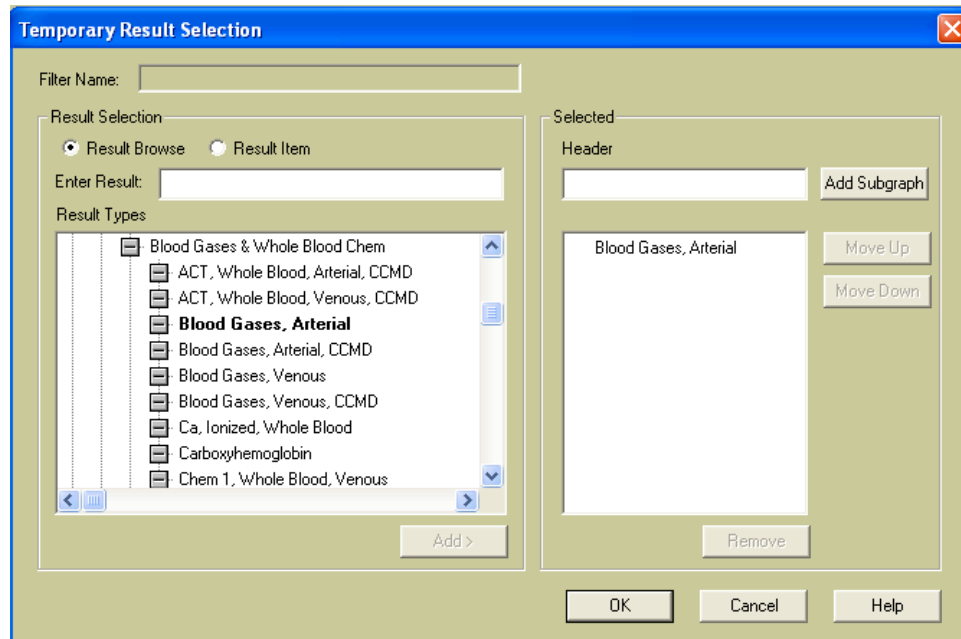 Temporary Result Selection
Filter Name:
Result Selection
Result Browse Result Item
Enter Result:
Result Types
Blood Gases & Whole Blood Chem
ACT, Whole Blood, Arterial, CCMD
ACT, Whole Blood, Venous, CCMD
Blood Gases, Arterial
Blood Gases, Arterial, CCMD
Blood Gases, Venous
Blood Gases, Venous, CCMD
Ca, Ionized, Whole Blood
Carboxyhemoglobin
Chem 1, Whole Blood, Venous
Add >
Selected
Header
Add Subgraph
Blood Gases, Arterial
Move Up
Move Down
Remove
OK Cancel Help